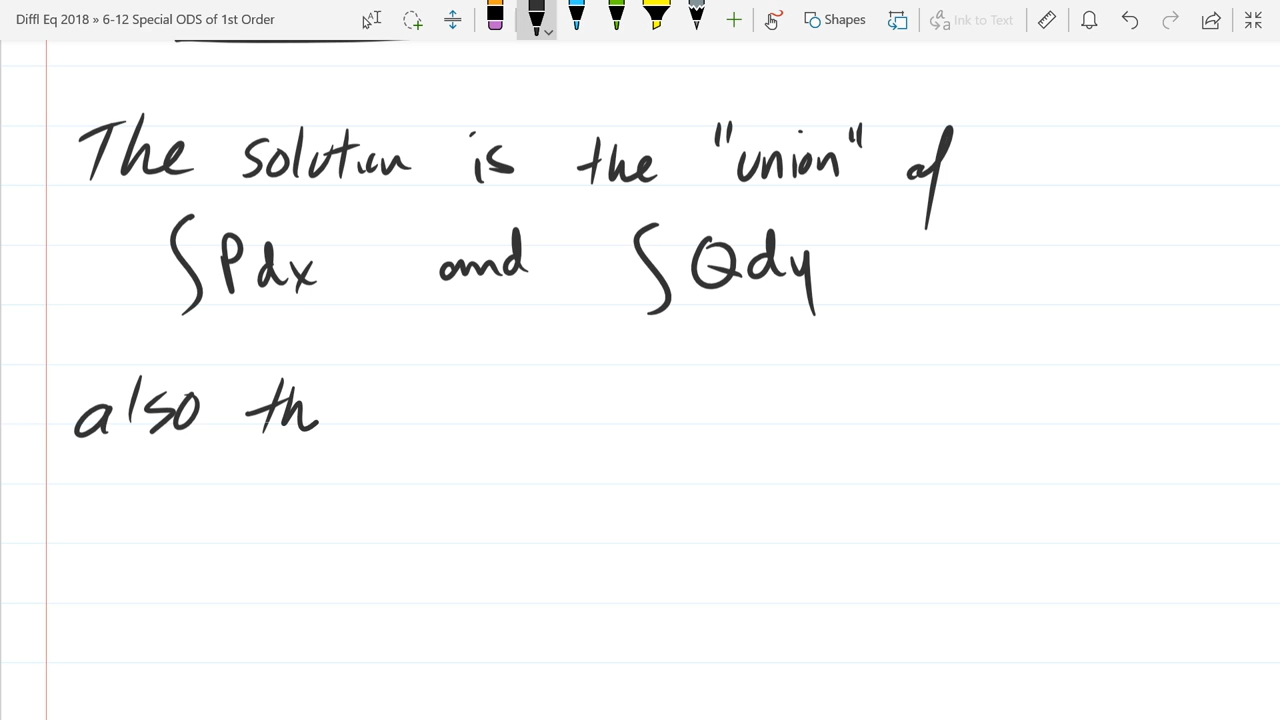 Diffl Eq 2018 » 6-12 Special ODS of 1st Order
Shapes
Ink to Text
The solution is the "union" of
∫Pdx and ∫Qdy
also th